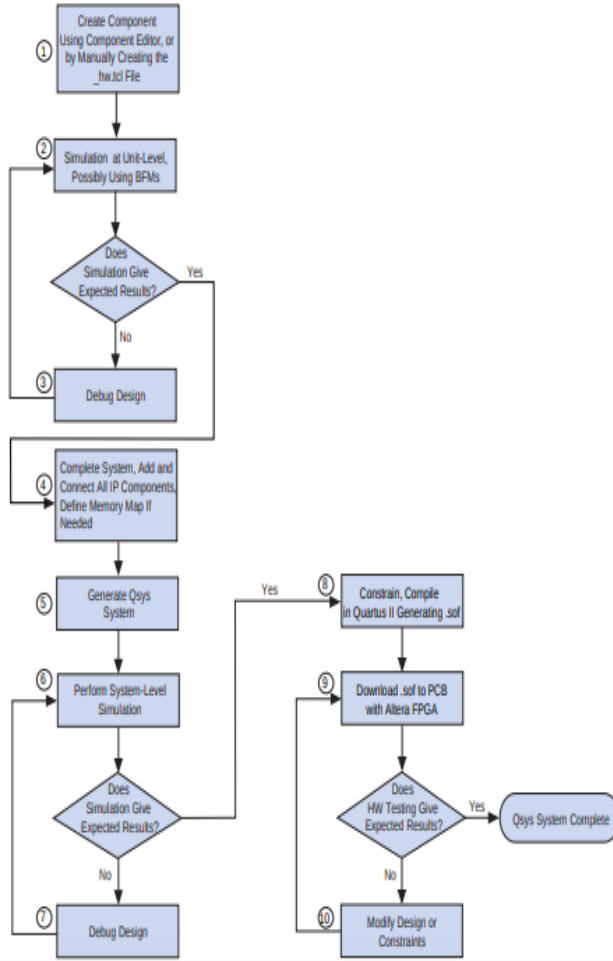 1
Create Component
Using Component Editor, or
by Manually Creating the
_hw.tcl File
2
Simulation at Unit-Level,
Possibly Using BFMs
Does
Simulation Give
Expected Results?
Yes
No
3
Debug Design
4
Complete System, Add and
Connect All IP Components,
Define Memory Map If
Needed
5
Generate Qsys
System
6
Perform System-Level
Simulation
Does
Simulation Give
Expected Results?
Yes
No
7
Debug Design
8
Constrain, Compile
in Quartus II Generating .sof
9
Download .sof to PCB
with Altera FPGA
Does
HW Testing Give
Expected Results?
Yes
Qsys System Complete
No
10
Modify Design or
Constraints